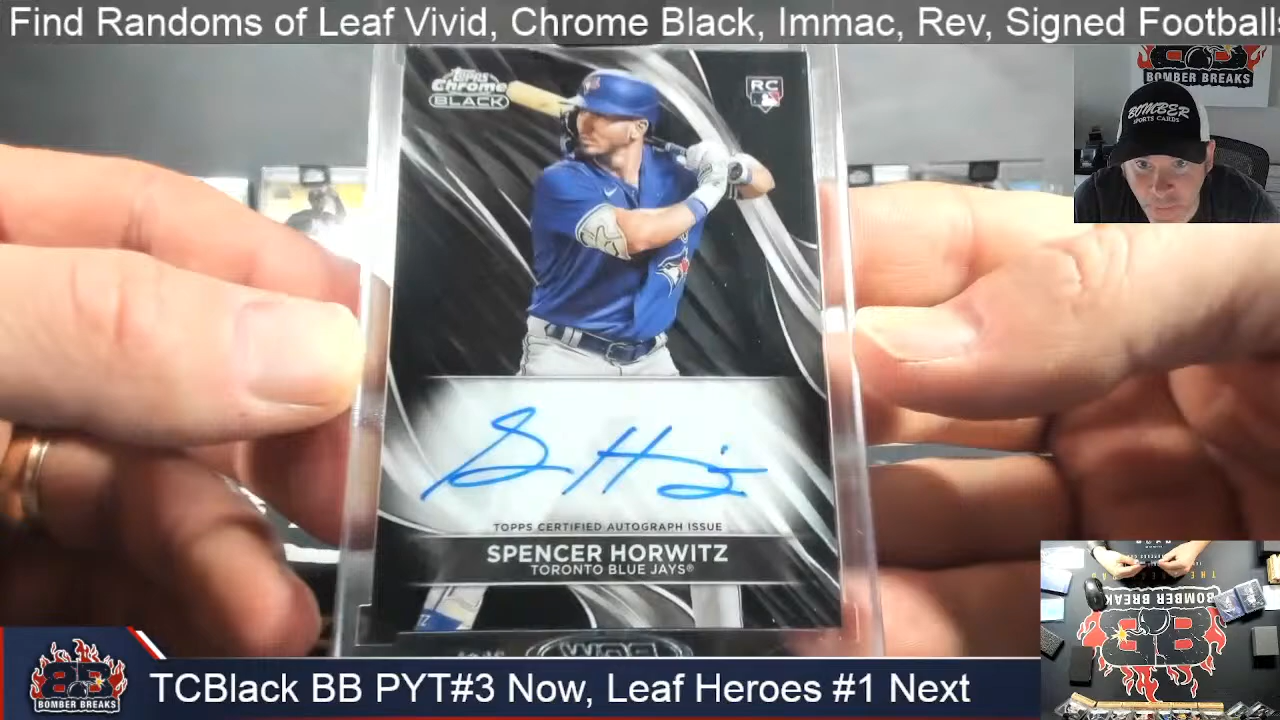 Find Randoms of Leaf Vivid, Chrome Black, Immac, Rev, Signed Footballs
BOMBER BREAKS
BOMBER
SPORTS CARDS
TOPPS
Chrome
BLACK
RC
TOPPS CERTIFIED AUTOGRAPH ISSUE
SPENCER HORWITZ
TORONTO BLUE JAYS®
BOMBER BREAK
BB
BOMBER BREAKS
TCBlack BB PYT#3 Now, Leaf Heroes #1 Next